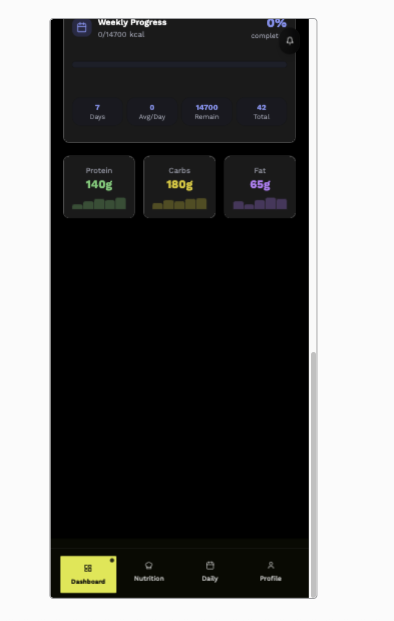 Weekly Progress
0%
0/14700 kcal
complet
7
0
14700
42
Days
Avg/Day
Remain
Total
Protein
Carbs
Fat
140g
180g
65g
Dashboard
Nutrition
Daily
Profile